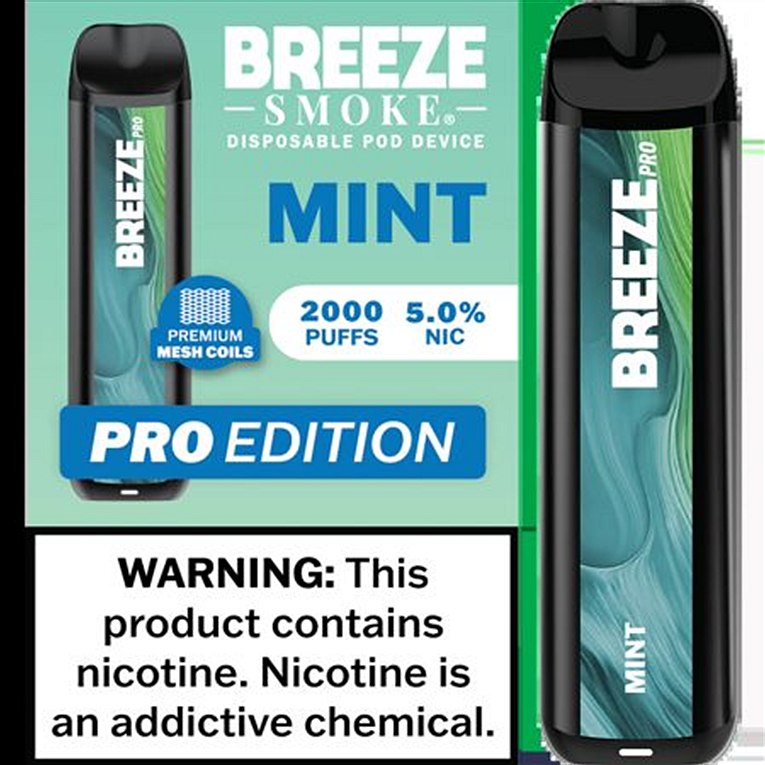 BREEZE
SMOKE®
DISPOSABLE POD DEVICE
MINT
BREEZE PRO
PREMIUM
MESH COILS
2000 5.0%
PUFFS NIC
PRO EDITION
WARNING: This
product contains
nicotine. Nicotine is
an addictive chemical.
BREEZE PRO
MINT